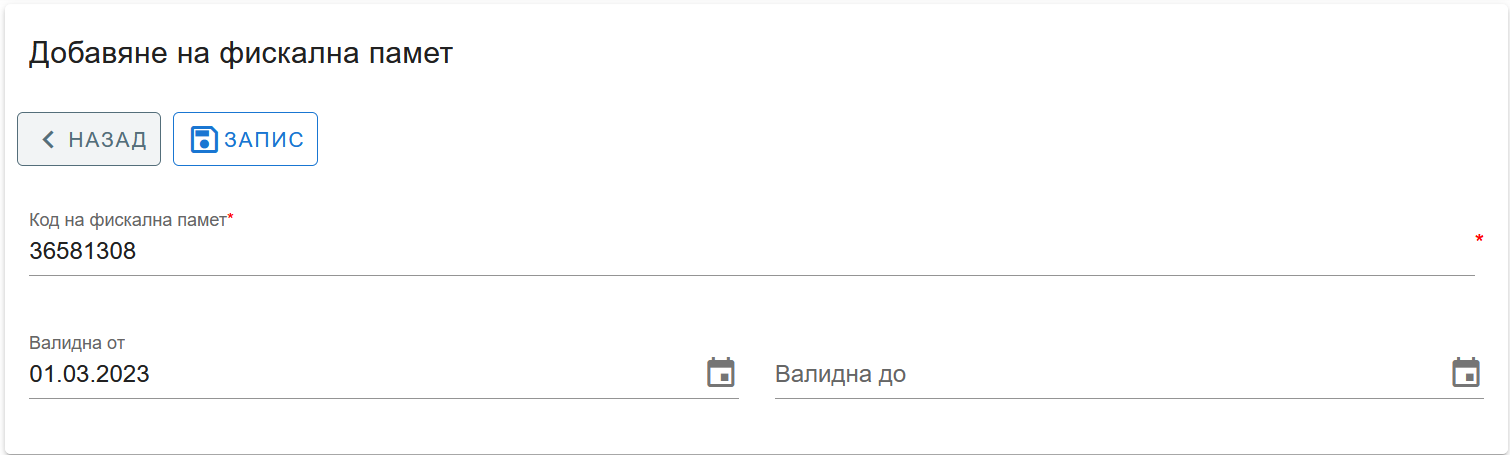 Добавяне на фискална памет
НАЗАД ЗАПИС
Код на фискална памет*
36581308 *
Валидна от
01.03.2023 Валидна до